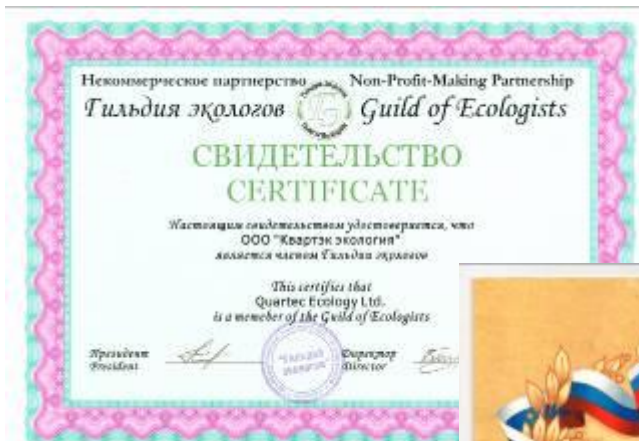 Некоммерческое партнерство Non-Profit-Making Partnership
Гильдия экологов Guild of Ecologists
СВИДЕТЕЛЬСТВО
CERTIFICATE
Настоящим свидетельством удостоверяется, что
ООО "Квартэк экология"
является членом Гильдии экологов
This certifies that
Quartec Ecology Ltd.
is a memeber of the Guild of Ecologists
Президент Директор
President Director